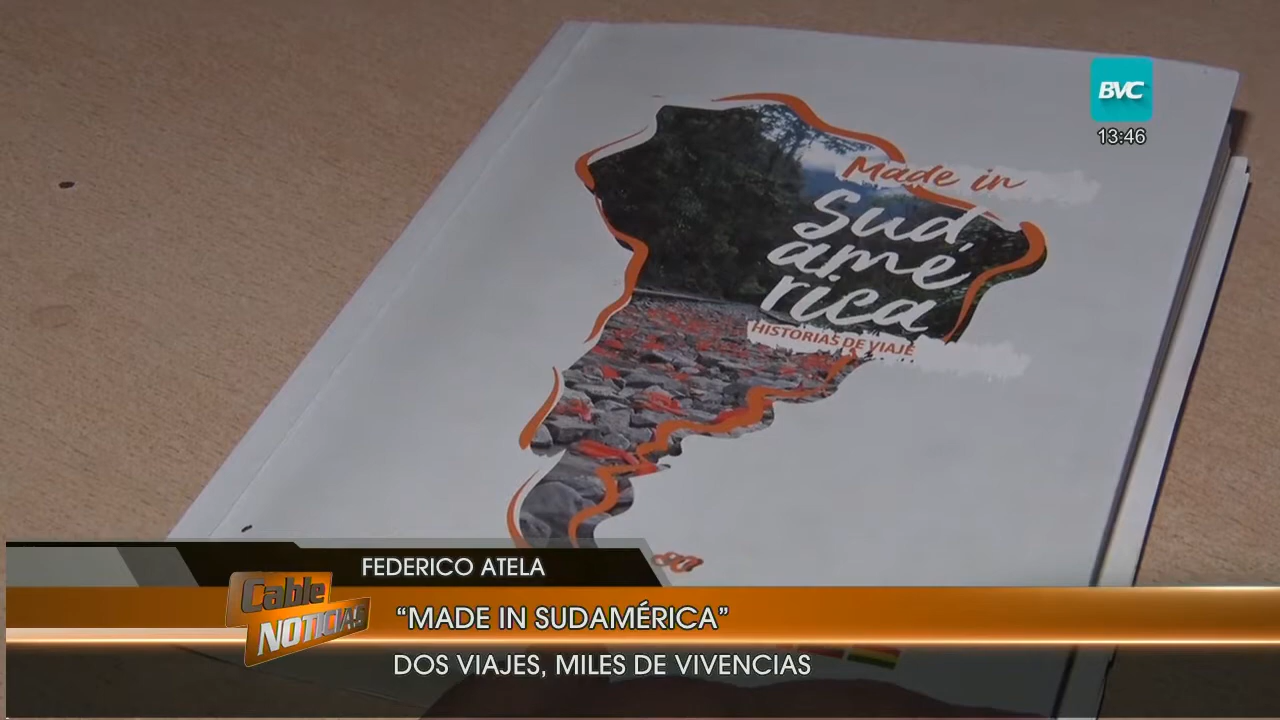 BVC
13:46
Made in
Sud
amé
rica
HISTORIAS DE VIAJE
FEDERICO ATELA
Cable
NOTICIAS
“MADE IN SUDAMÉRICA”
DOS VIAJES, MILES DE VIVENCIAS